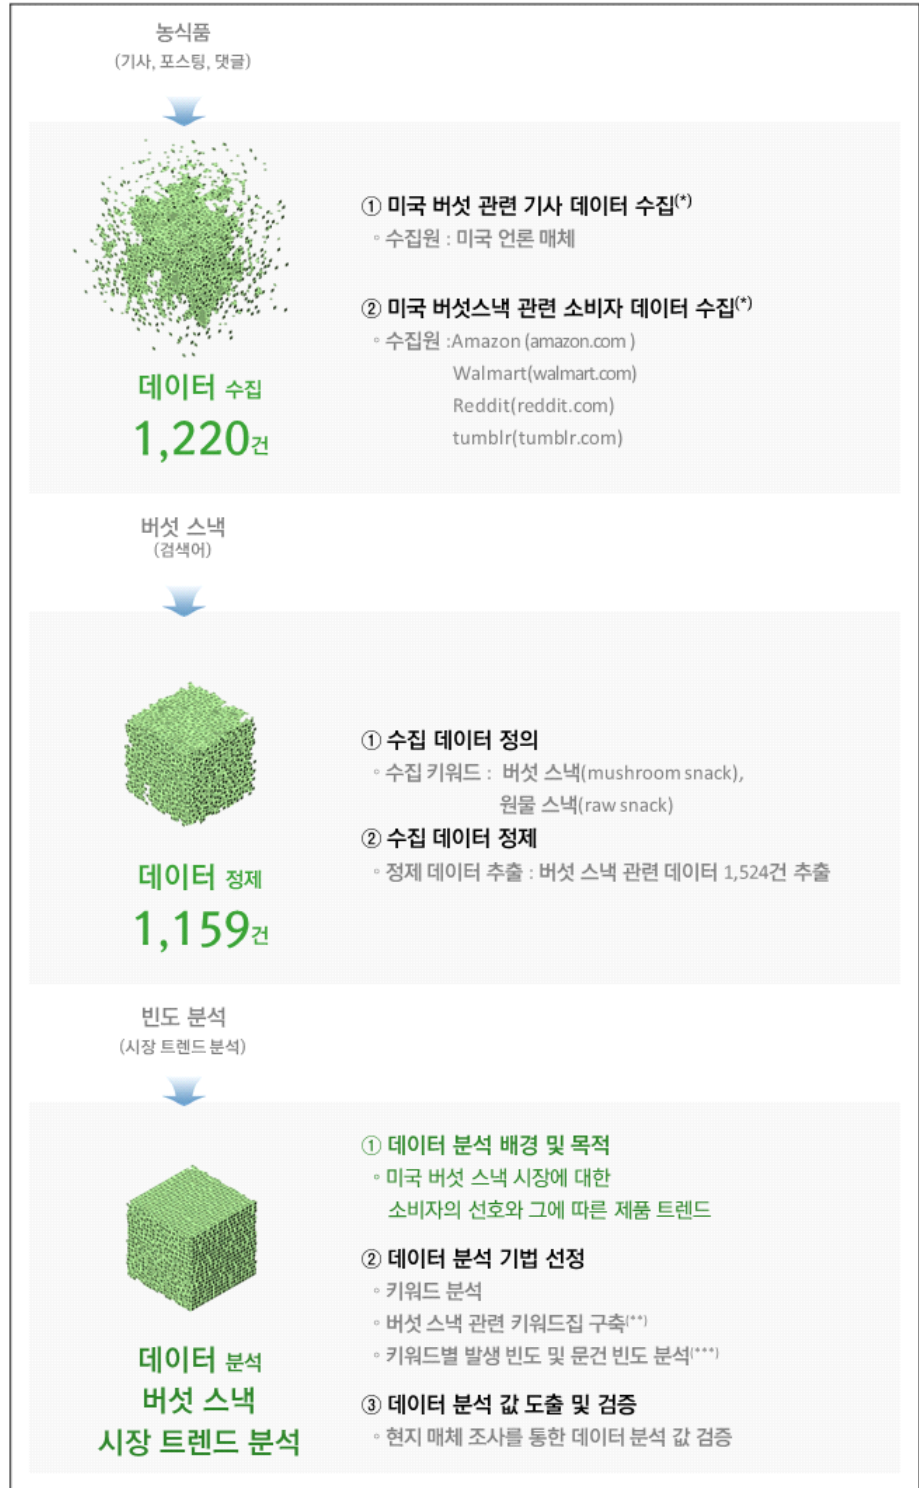 농식품
(기사, 포스팅, 댓글)
① 미국 버섯 관련 기사 데이터 수집(*)
◦ 수집원 : 미국 언론 매체
② 미국 버섯스낵 관련 소비자 데이터 수집(*)
◦ 수집원 :Amazon (amazon.com )
Walmart(walmart.com)
Reddit(reddit.com)
tumblr(tumblr.com)
데이터 수집
1,220건
버섯 스낵
(검색어)
① 수집 데이터 정의
◦ 수집 키워드 : 버섯 스낵(mushroom snack),
원물 스낵(raw snack)
② 수집 데이터 정제
◦ 정제 데이터 추출 : 버섯 스낵 관련 데이터 1,524건 추출
데이터 정제
1,159건
빈도 분석
(시장 트렌드 분석)
① 데이터 분석 배경 및 목적
◦ 미국 버섯 스낵 시장에 대한
소비자의 선호와 그에 따른 제품 트렌드
② 데이터 분석 기법 선정
◦ 키워드 분석
◦ 버섯 스낵 관련 키워드집 구축(**)
◦ 키워드별 발생 빈도 및 문건 빈도 분석(***)
③ 데이터 분석 값 도출 및 검증
◦ 현지 매체 조사를 통한 데이터 분석 값 검증
데이터 분석
버섯 스낵
시장 트렌드 분석